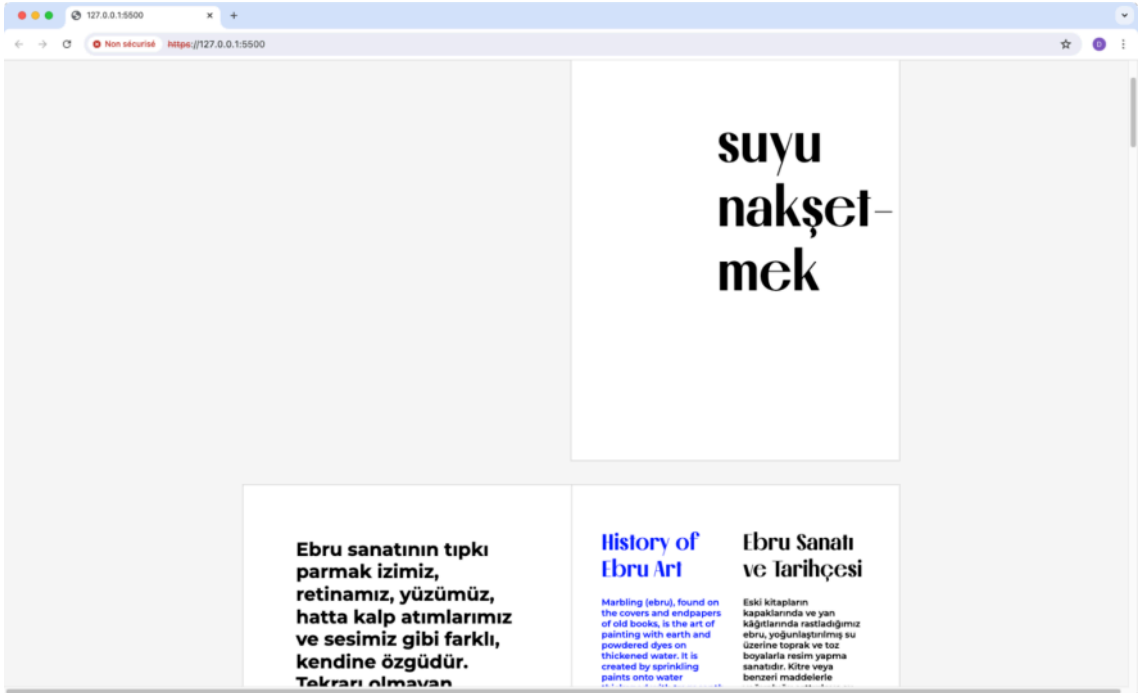 127.0.0.1:5500
Non sécurisé https://127.0.0.1:5500
D
suyu
nakşet-
mek
Ebru sanatının tıpkı
parmak izimiz,
retinamız, yüzümüz,
hatta kalp atımlarımız
ve sesimiz gibi farklı,
kendine özgüdür.
Tekrarı olmayan
History of
Ebru Art
Marbling (ebru), found on
the covers and endpapers
of old books, is the art of
painting with earth and
powdered dyes on
thickened water. It is
created by sprinkling
paints onto water
Ebru Sanatı
ve Tarihçesi
Eski kitapların
kapaklarında ve yan
kâğıtlarında rastladığımız
ebru, yoğunlaştırılmış su
üzerine toprak ve toz
boyalarla resim yapma
sanatıdır. Kitre veya
benzeri maddelerle